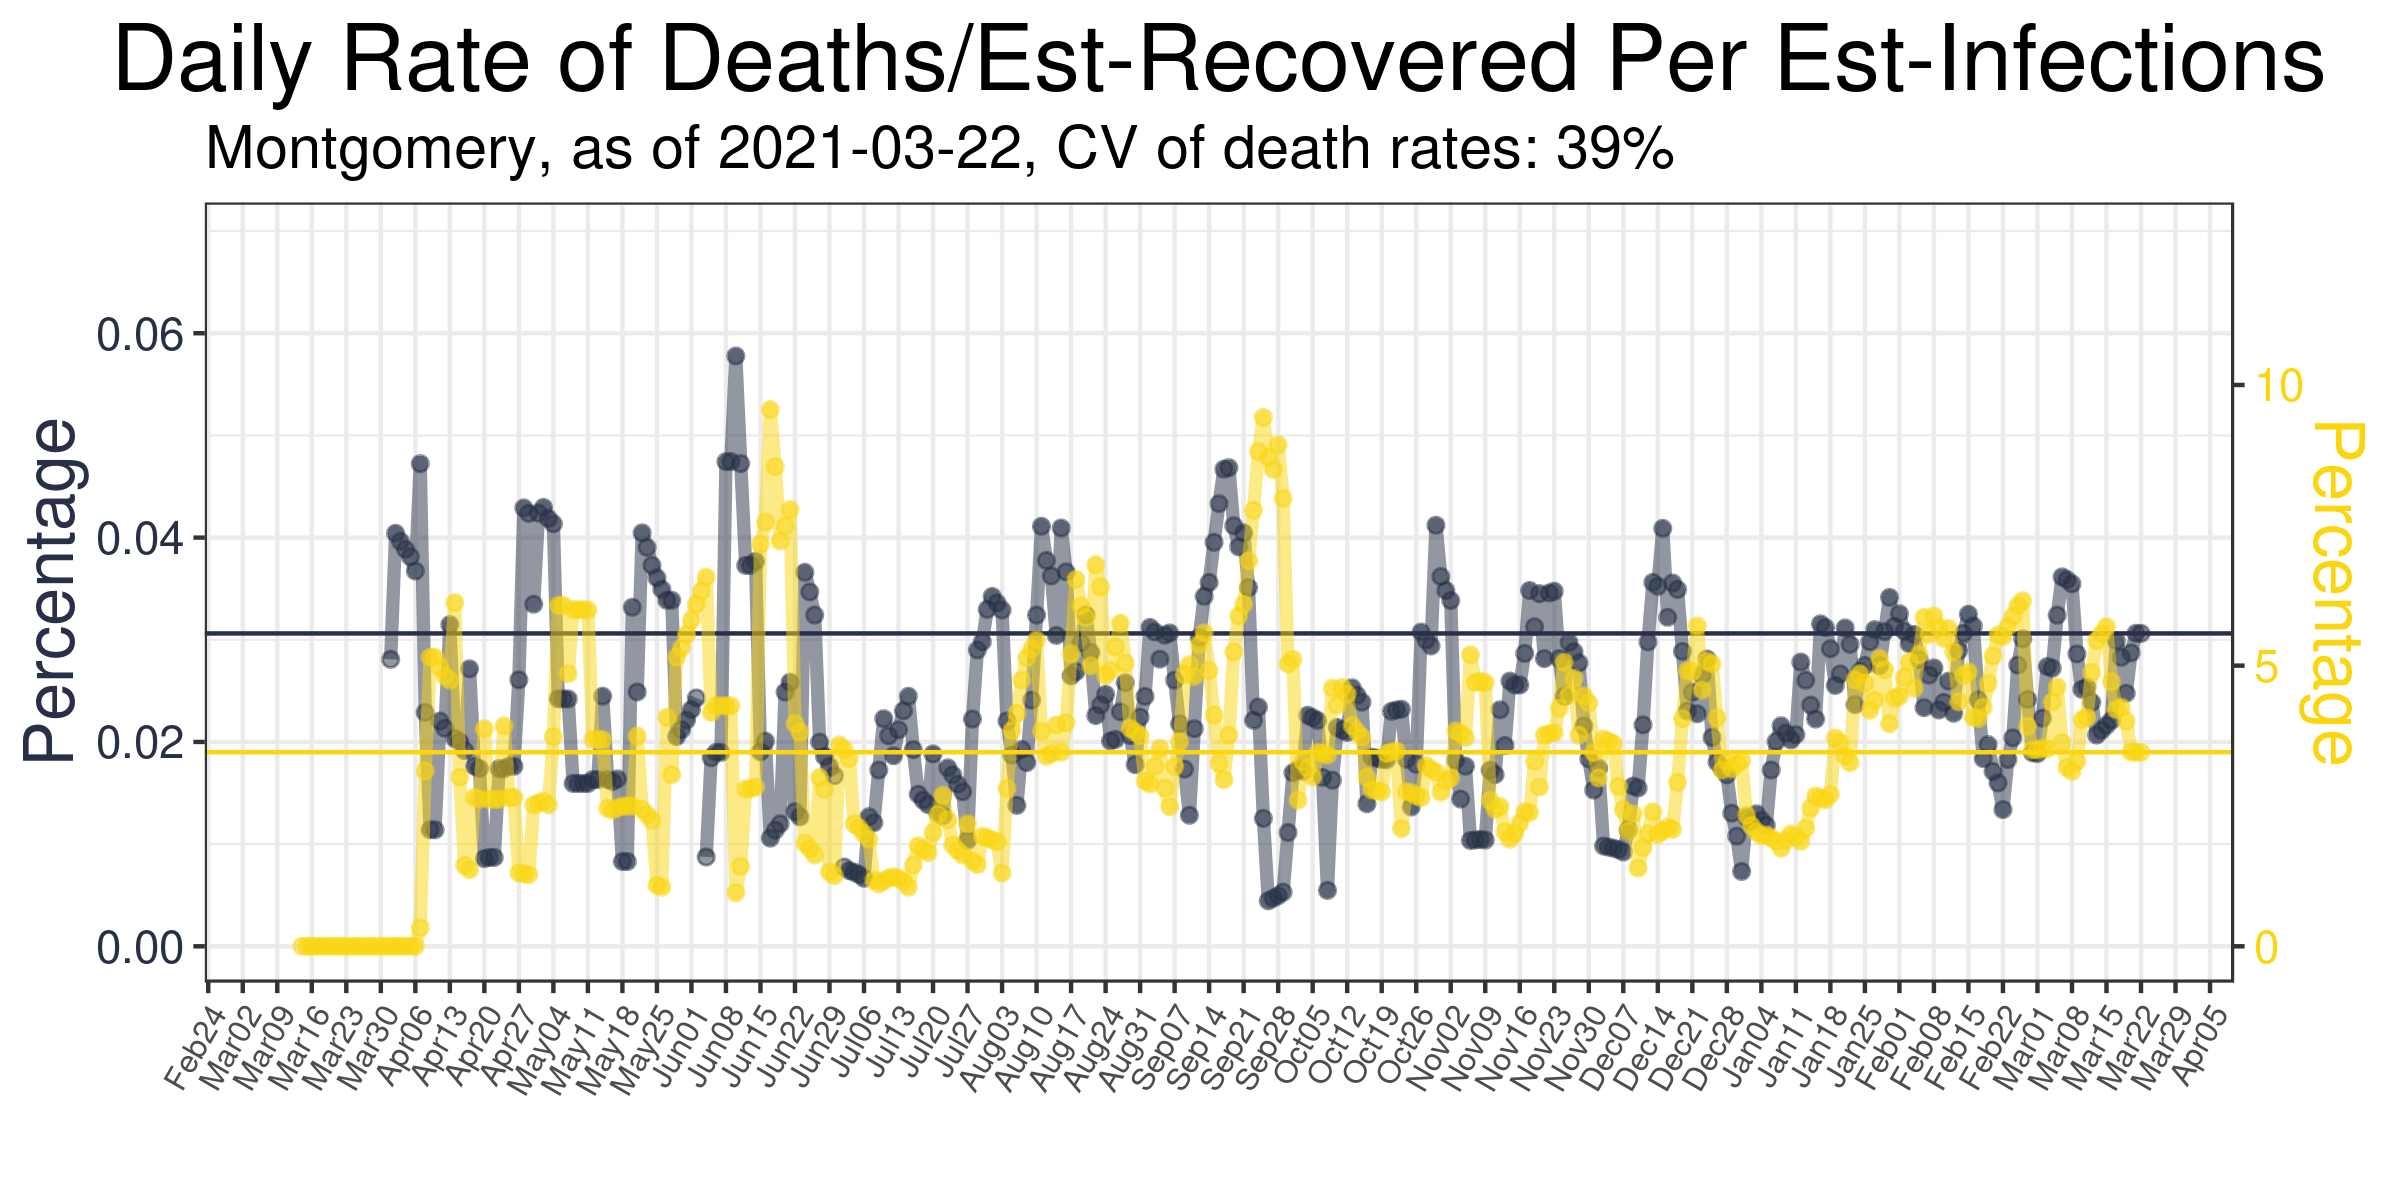 Daily Rate of Deaths/Est-Recovered Per Est-Infections
Montgomery, as of 2021-03-22, CV of death rates: 39%
Percentage
0.06
0.04
0.02
0.00
10
5
0
Percentage
Feb24
Mar02
Mar09
Mar16
Mar23
Mar30
Apr06
Apr13
Apr20
Apr27
May04
May11
May18
May25
Jun01
Jun08
Jun15
Jun22
Jun29
Jul06
Jul13
Jul20
Jul27
Aug03
Aug10
Aug17
Aug24
Aug31
Sep07
Sep14
Sep21
Sep28
Oct05
Oct12
Oct19
Oct26
Nov02
Nov09
Nov16
Nov23
Nov30
Dec07
Dec14
Dec21
Dec28
Jan04
Jan11
Jan18
Jan25
Feb01
Feb08
Feb15
Feb22
Mar01
Mar08
Mar15
Mar22
Mar29
Apr05